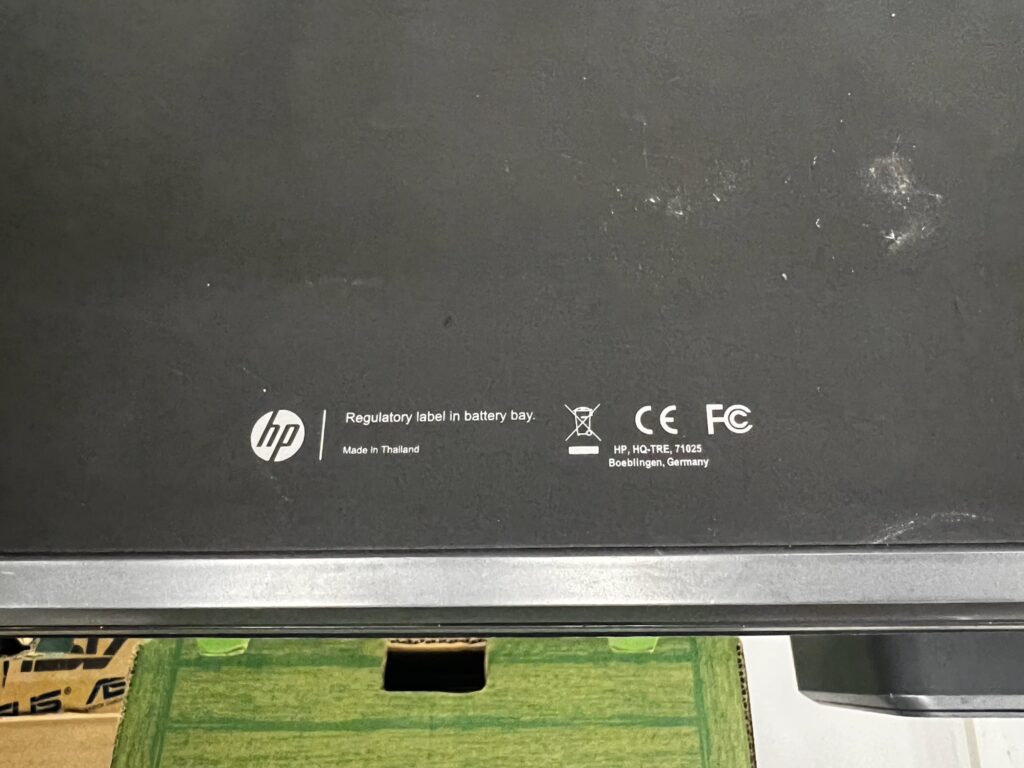 hp
Regulatory label in battery bay.
Made in Thailand
CE FC
HP, HQ-TRE, 71025
Boeblingen, Germany